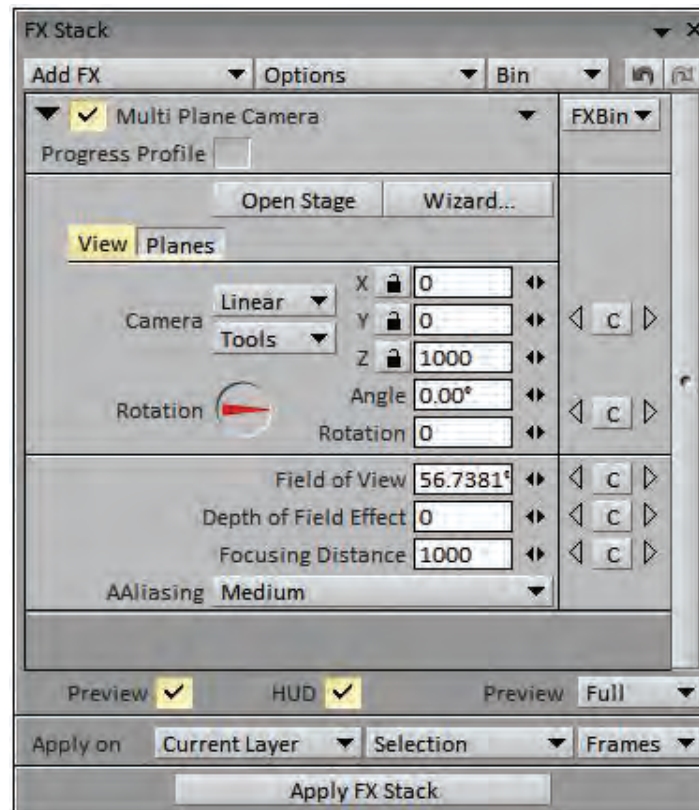 FX Stack
Add FX Options Bin
Multi Plane Camera FXBin
Progress Profile
Open Stage Wizard...
View Planes
X 0
Camera Linear Y 0 C
Tools Z 1000
Angle 0.00°
Rotation C
Rotation 0
Field of View 56.7381° C
Depth of Field Effect 0 C
Focusing Distance 1000 C
AAliasing Medium
Preview HUD Preview Full
Apply on Current Layer Selection Frames
Apply FX Stack